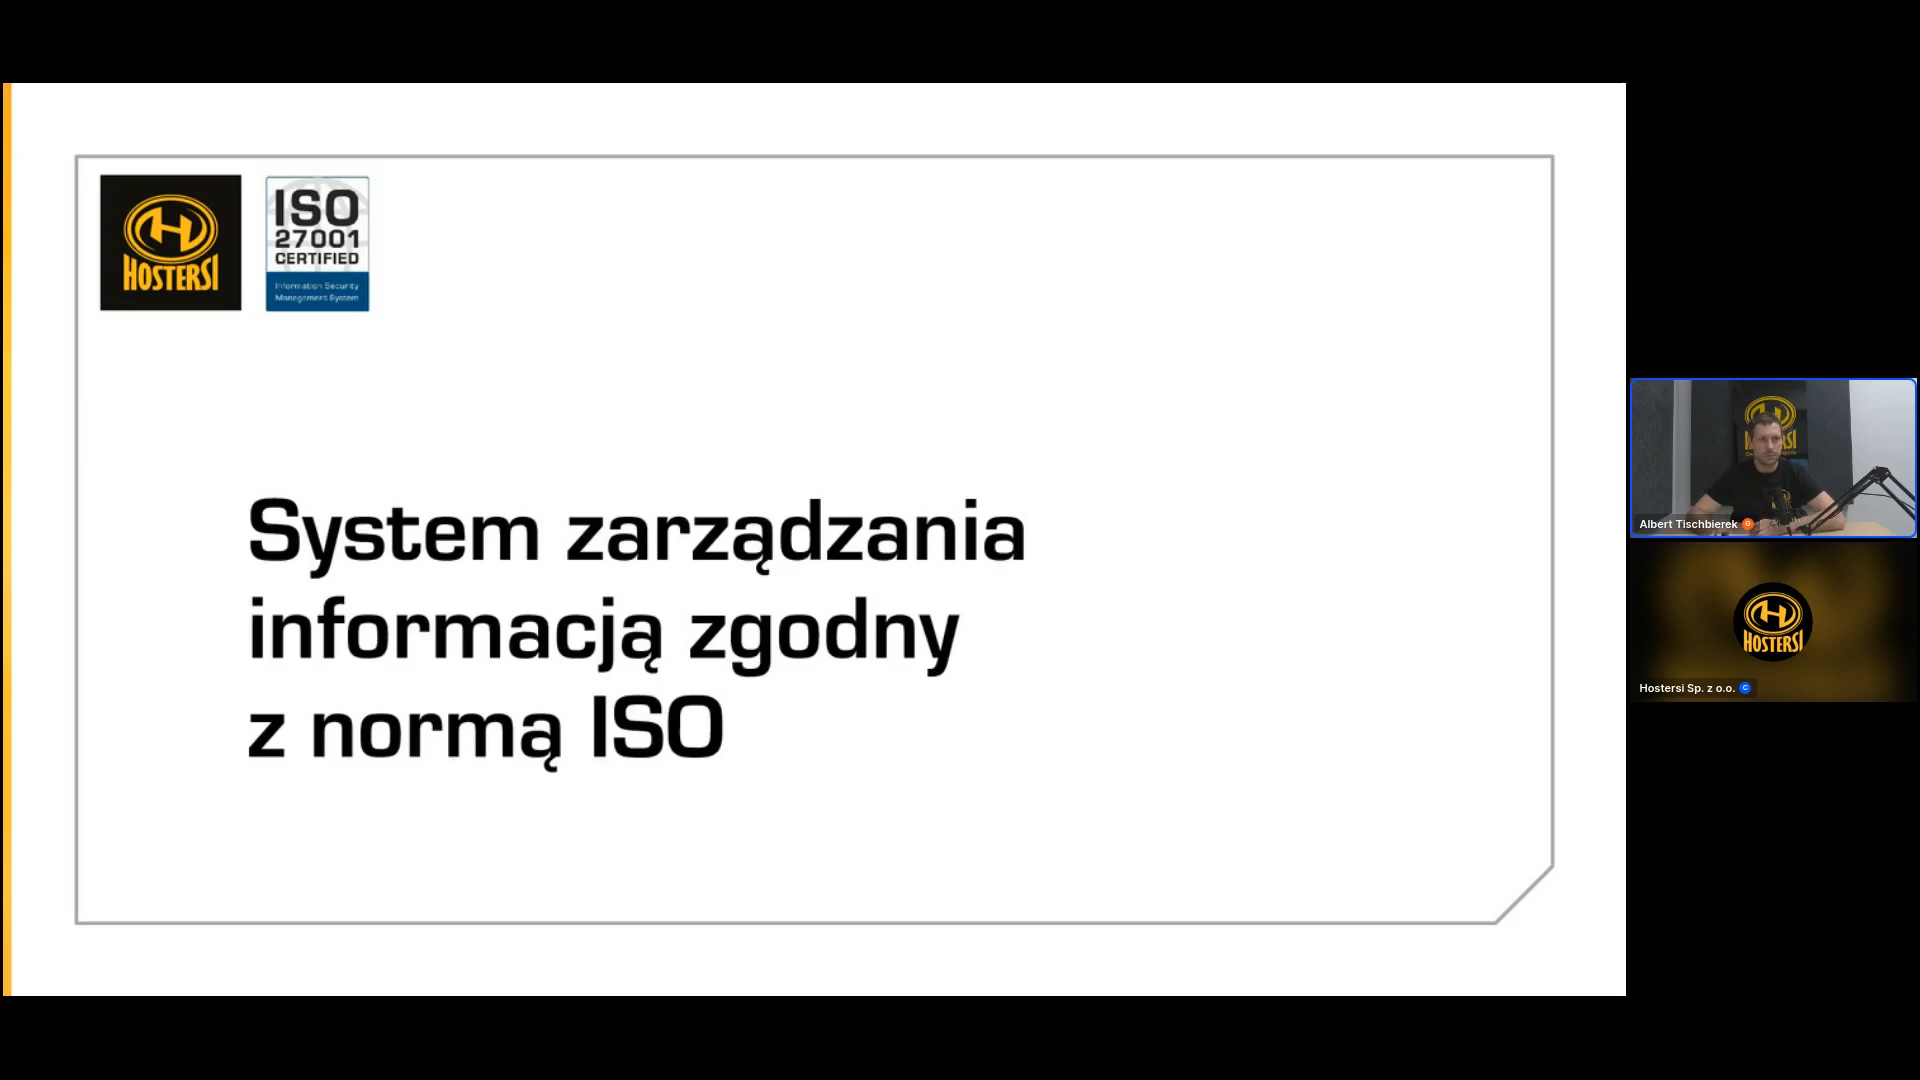 HOSTERSI
ISO
27001
CERTIFIED
Information Security
Management System
System zarządzania
informacją zgodny
z normą ISO
Albert Tischbierek G
HOSTERSI
Hostersi Sp. z o.o. C